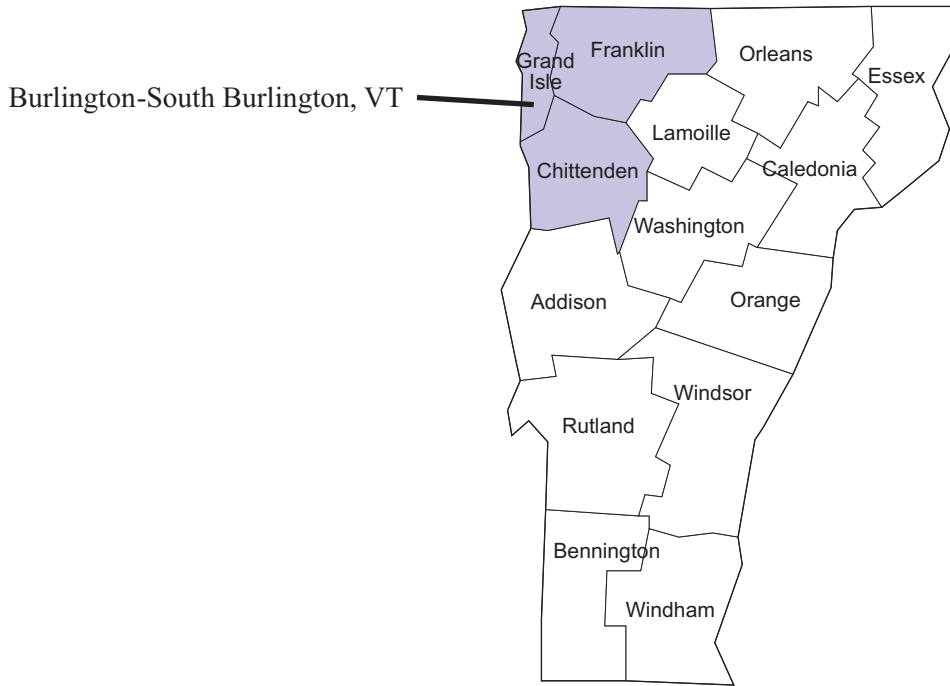 Franklin
Orleans
Grand
Isle
Essex
Burlington-South Burlington, VT
Lamoille
Chittenden
Caledonia
Washington
Addison
Orange
Windsor
Rutland
Bennington
Windham